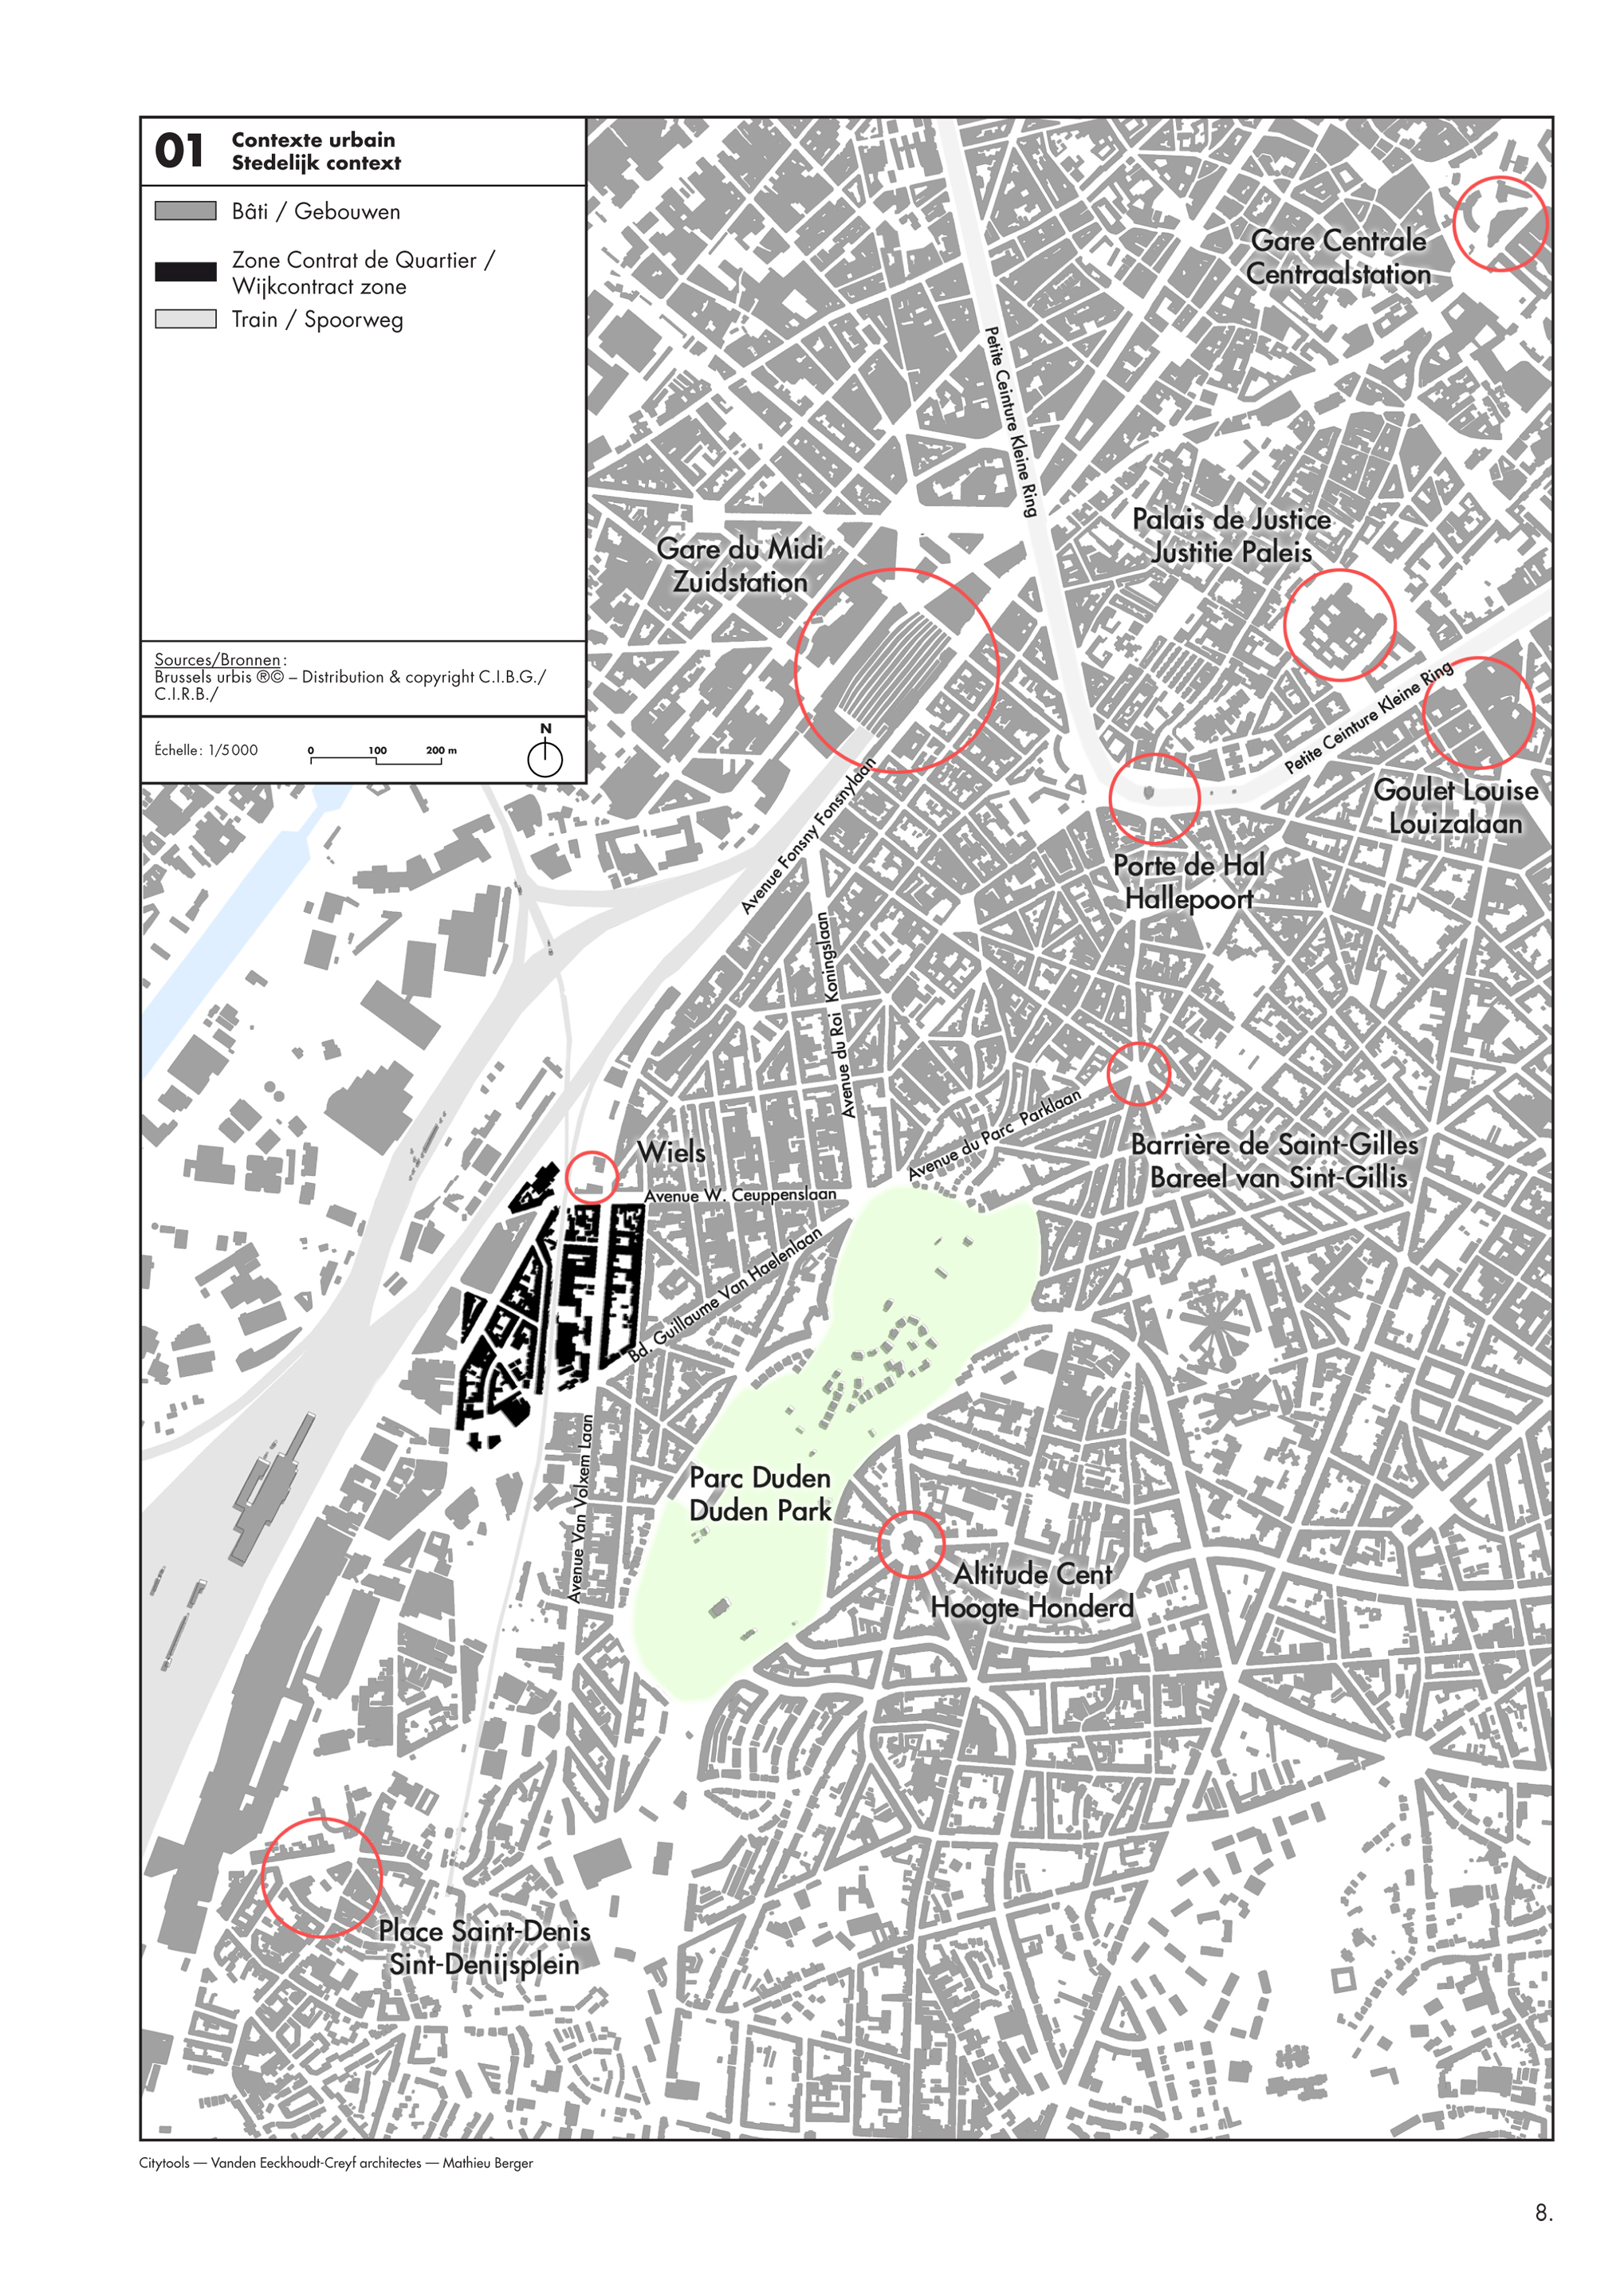 01
Contexte urbain
Stedelijk context
Bâti / Gebouwen
Zone Contrat de Quartier /
Wijkcontract zone
Train / Spoorweg
Sources/Bronnen:
Brussels urbis ®© – Distribution & copyright C.I.B.G./
C.I.R.B./
Échelle: 1/5 000
0 100 200 m
N
Gare Centrale
Centraalstation
Petite Ceinture Kleine Ring
Palais de Justice
Justitie Paleis
Gare du Midi
Zuidstation
Petite Ceinture Kleine Ring
Goulet Louise
Louizalaan
Avenue Fonsny Fonsnylaan
Porte de Hal
Hallepoort
Avenue du Roi Koningslaan
Avenue du Parc Parklaan
Barrière de Saint-Gilles
Bareel van Sint-Gillis
Wiels
Avenue W. Ceuppenslaan
Bd. Guillaume Van Haelenlaan
Avenue Van Volxem Laan
Parc Duden
Duden Park
Altitude Cent
Hoogte Honderd
Place Saint-Denis
Sint-Denijsplein
Citytools — Vanden Eeckhoudt-Creyf architectes — Mathieu Berger
8.